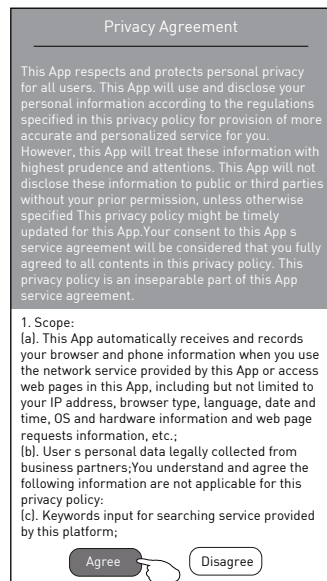 Privacy Agreement
This App respects and protects personal privacy
for all users. This App will use and disclose your
personal information according to the regulations
specified in this privacy policy for provision of more
accurate and personalized service for you.
However, this App will treat these information with
highest prudence and attentions. This App will not
disclose these information to public or third parties
without your prior permission, unless otherwise
specified This privacy policy might be timely
updated for this App.Your consent to this App s
service agreement will be considered that you fully
agreed to all contents in this privacy policy. This
privacy policy is an inseparable part of this App
service agreement.
1. Scope:
(a). This App automatically receives and records
your browser and phone information when you use
the network service provided by this App or access
web pages in this App, including but not limited to
your IP address, browser type, language, date and
time, OS and hardware information and web page
requests information, etc.;
(b). User s personal data legally collected from
business partners;You understand and agree the
following information are not applicable for this
privacy policy:
(c). Keywords input for searching service provided
by this platform;
Agree
Disagree